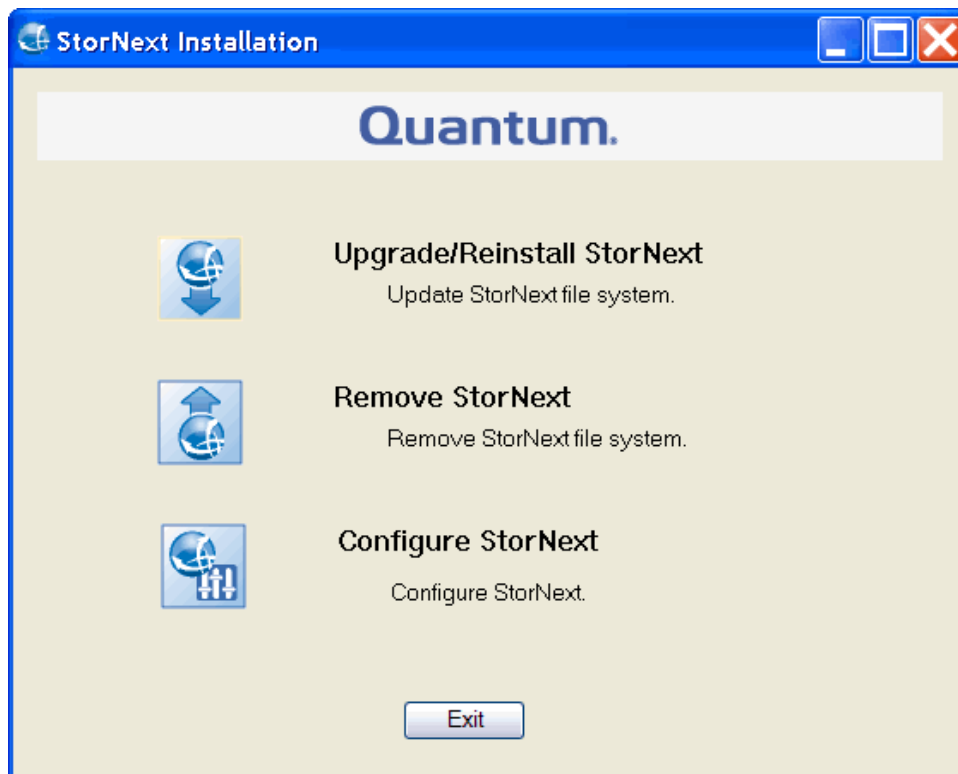 StorNext Installation
Quantum.
Upgrade/Reinstall StorNext
Update StorNext file system.
Remove StorNext
Remove StorNext file system.
Configure StorNext
Configure StorNext.
Exit